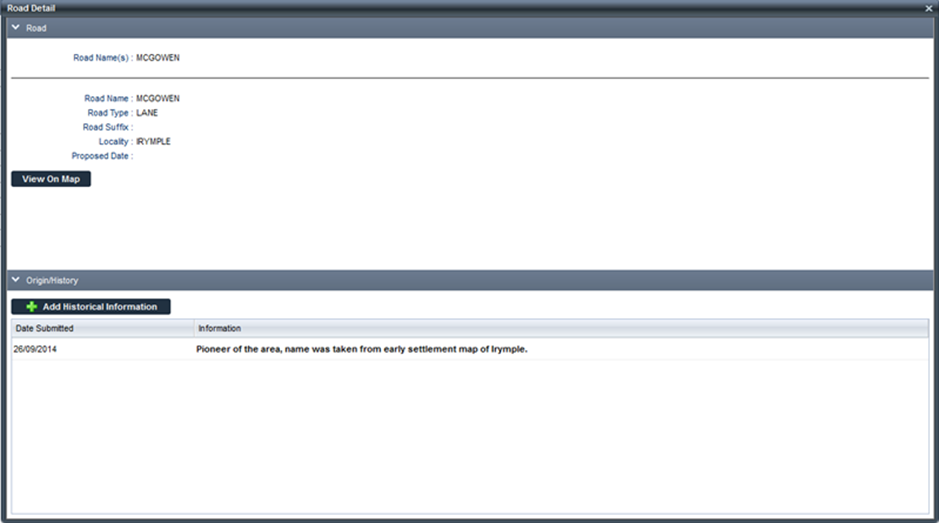 Road Detail
Road
Road Name(s) : MCGOWEN
Road Name : MCGOWEN
Road Type : LANE
Road Suffix :
Locality : IRYMPLE
Proposed Date :
View On Map
Origin/History
Add Historical Information
Date Submitted Information
26/09/2014 Pioneer of the area, name was taken from early settlement map of Irymple.